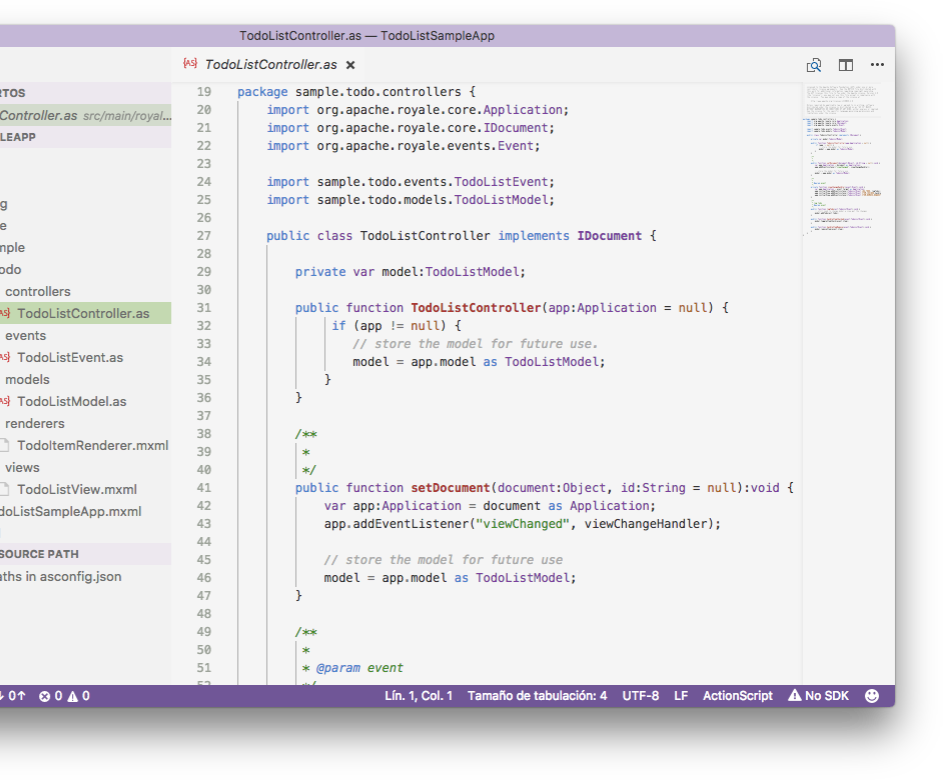 TodoListController.as — TodoListSampleApp
TodoListController.as ×
RTOS
Controller.as src/main/royal...
LEAPP
g
e
mple
odo
controllers
TodoListController.as
events
TodoListEvent.as
models
TodoListModel.as
renderers
TodoItemRenderer.mxml
views
TodoListView.mxml
doListSampleApp.mxml
SOURCE PATH
aths in asconfig.json
19 package sample.todo.controllers {
20 import org.apache.royale.core.Application;
21 import org.apache.royale.core.IDocument;
22 import org.apache.royale.events.Event;
23
24 import sample.todo.events.TodoListEvent;
25 import sample.todo.models.TodoListModel;
26
27 public class TodoListController implements IDocument {
28
29 private var model:TodoListModel;
30
31 public function TodoListController(app:Application = null) {
32 if (app != null) {
33 // store the model for future use.
34 model = app.model as TodoListModel;
35 }
36 }
37
38 /**
39 *
40 */
41 public function setDocument(document:Object, id:String = null):void {
42 var app:Application = document as Application;
43 app.addEventListener("viewChanged", viewChangeHandler);
44
45 // store the model for future use
46 model = app.model as TodoListModel;
47 }
48
49 /**
50 *
51 * @param event
52 */
0↑ 0 0 Lín. 1, Col. 1 Tamaño de tabulación: 4 UTF-8 LF ActionScript No SDK